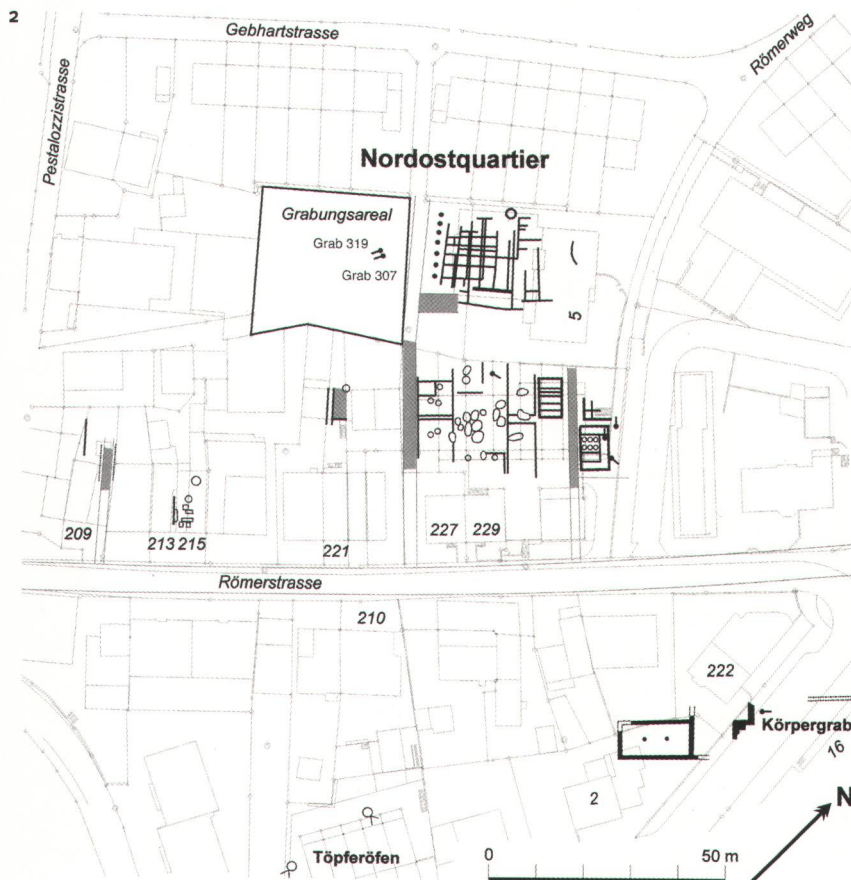 2
Gebhartstrasse
Römerweg
Pestalozzistrasse
Nordostquartier
Grabungsareal
Grab 319
Grab 307
5
209
213 215
221
227
229
Römerstrasse
210
222
Körpergrab
16
2
N
Töpferöfen
0
50 m